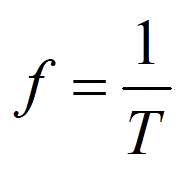 f = 1/T